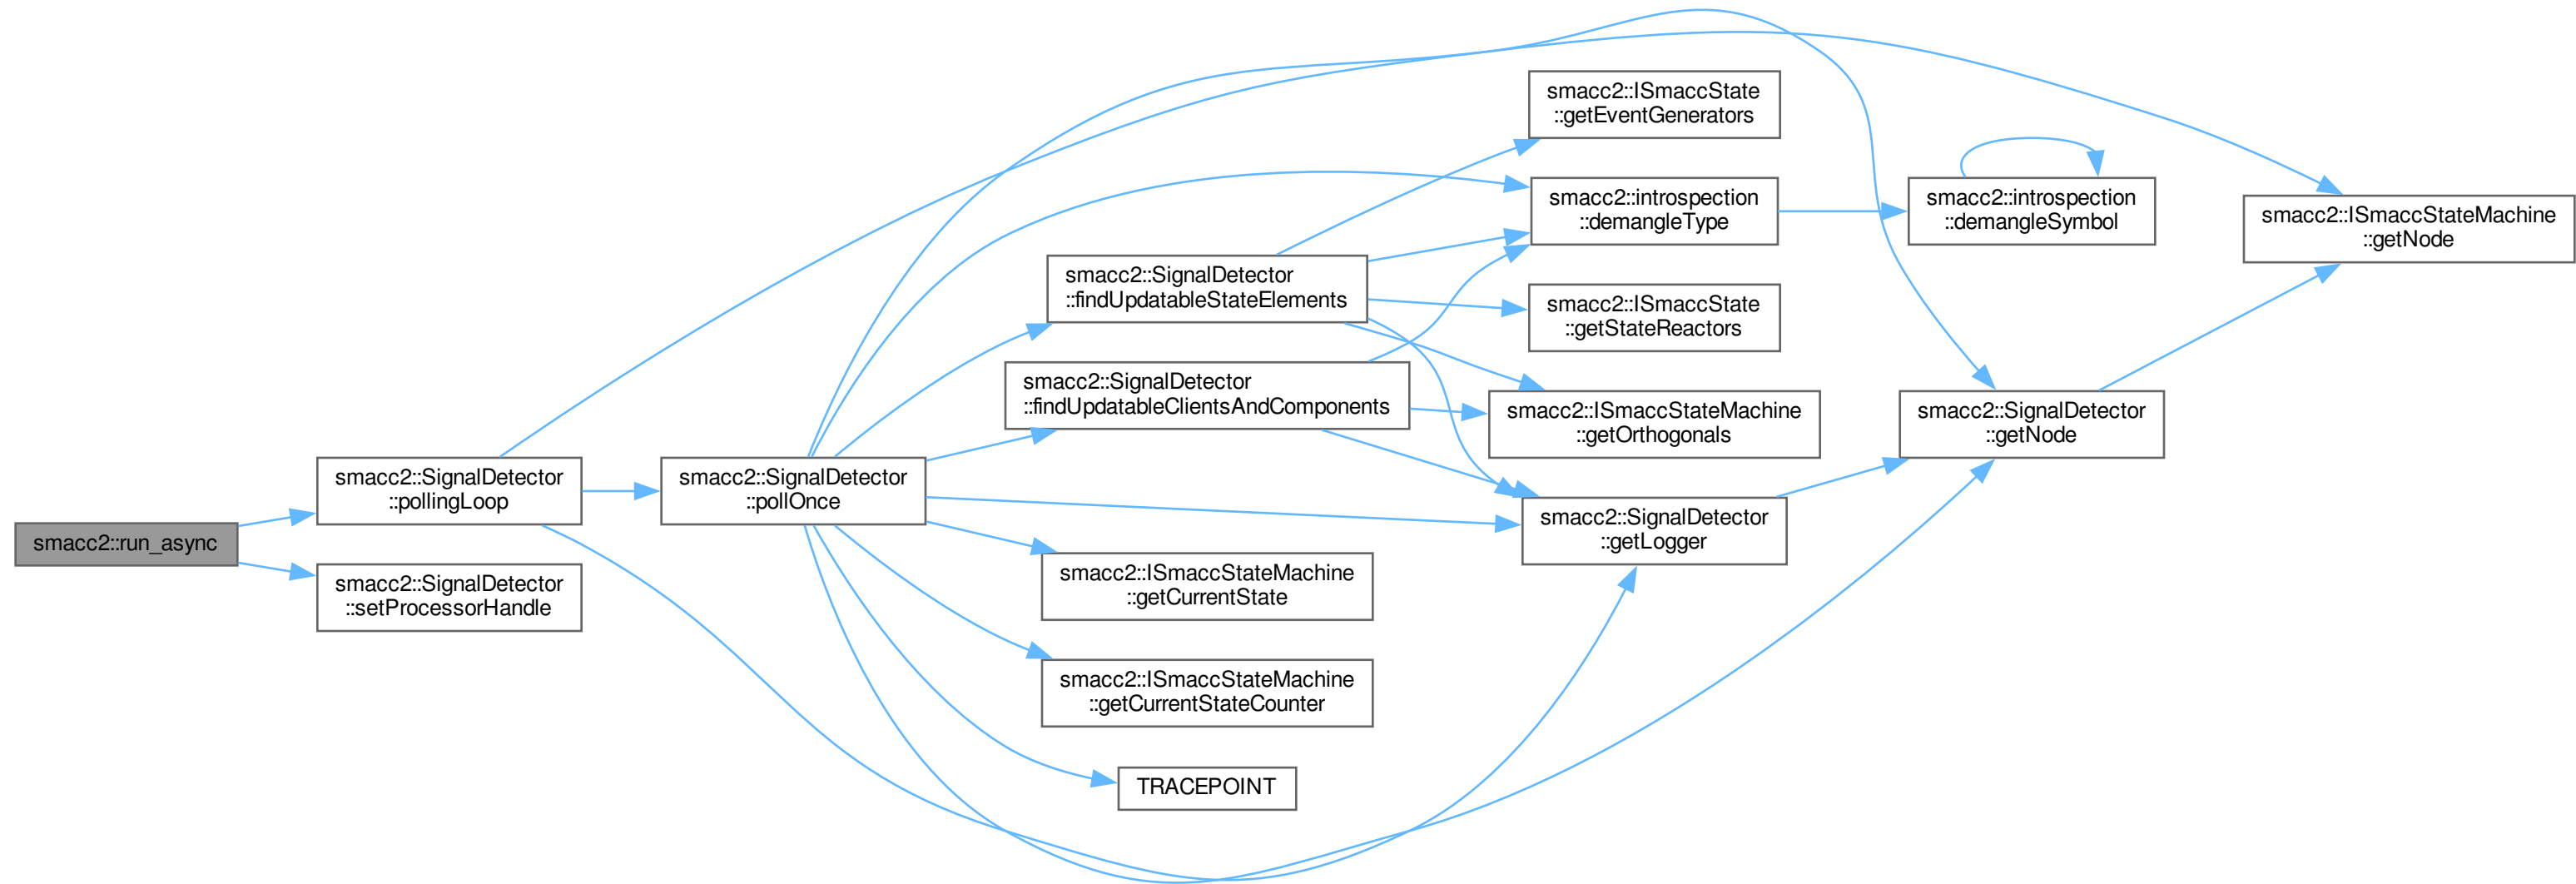 smacc2::run_async
smacc2::SignalDetector
::pollingLoop
smacc2::SignalDetector
::setProcessorHandle
smacc2::SignalDetector
::pollOnce
smacc2::SignalDetector
::findUpdatableStateElements
smacc2::SignalDetector
::findUpdatableClientsAndComponents
smacc2::ISmaccStateMachine
::getCurrentState
smacc2::ISmaccStateMachine
::getCurrentStateCounter
TRACEPOINT
smacc2::ISmaccState
::getEventGenerators
smacc2::introspection
::demangleType
smacc2::ISmaccState
::getStateReactors
smacc2::ISmaccStateMachine
::getOrthogonals
smacc2::SignalDetector
::getLogger
smacc2::introspection
::demangleSymbol
smacc2::SignalDetector
::getNode
smacc2::ISmaccStateMachine
::getNode